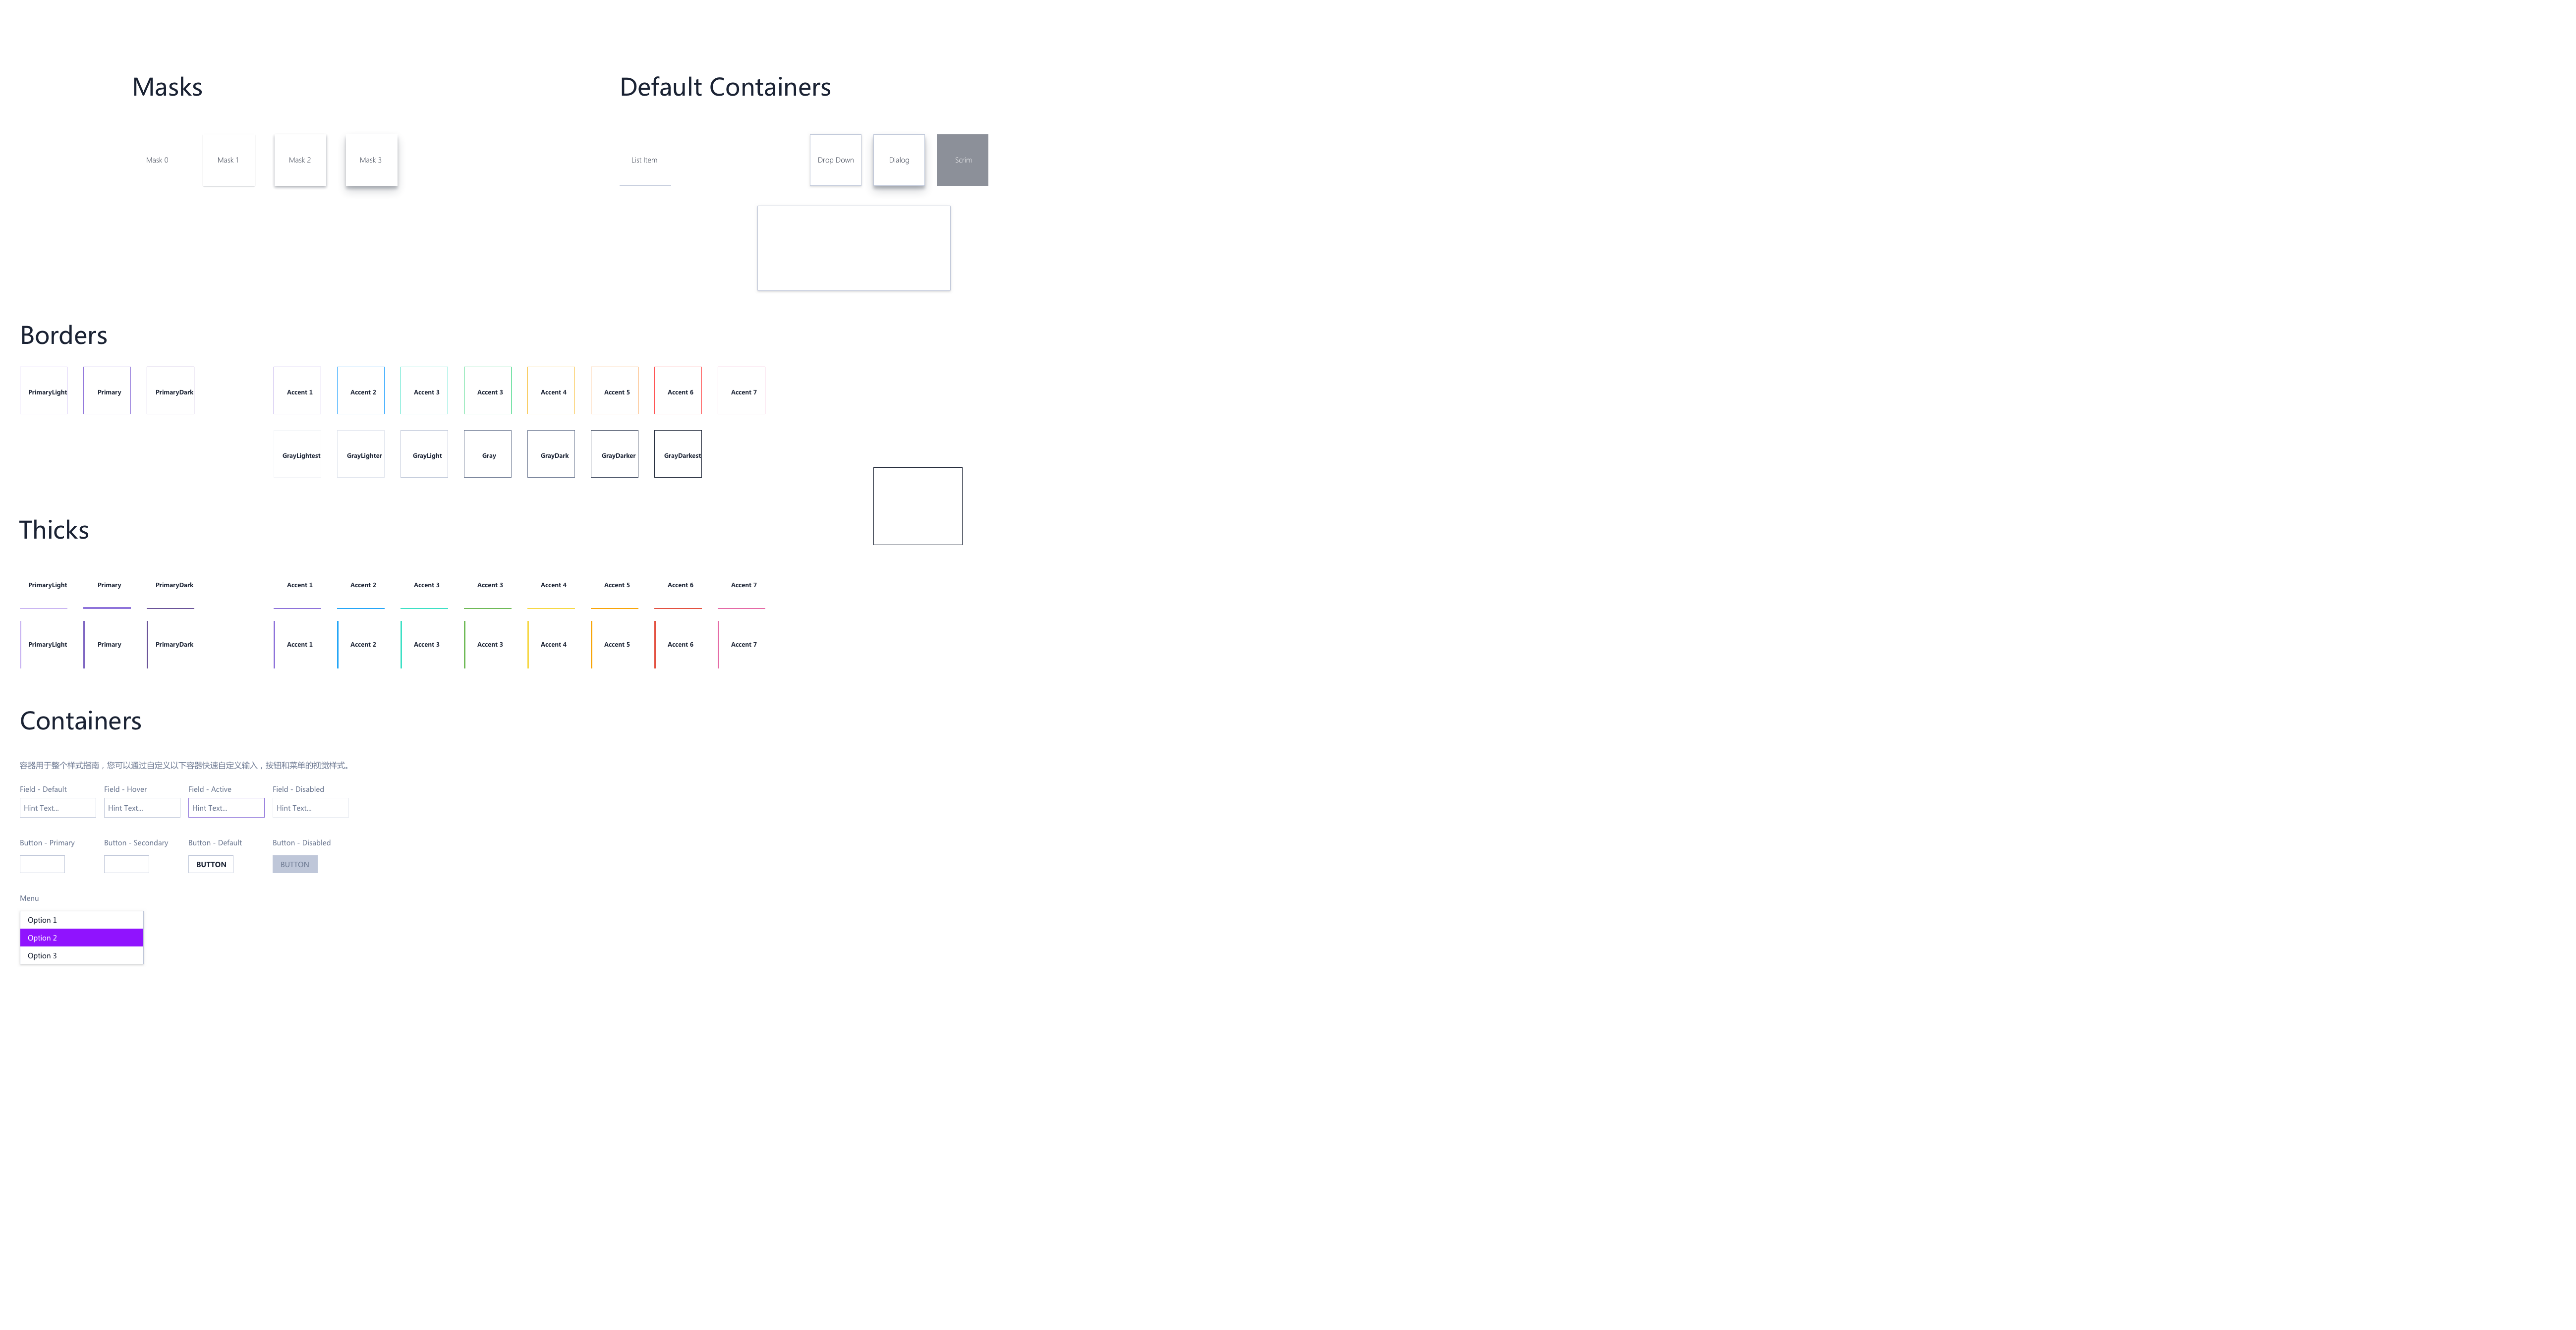 Masks
Default Containers
Mask 0
Mask 1
Mask 2
Mask 3
List Item
Drop Down
Dialog
Scrim
Borders
PrimaryLight
Primary
PrimaryDark
Accent 1
Accent 2
Accent 3
Accent 3
Accent 4
Accent 5
Accent 6
Accent 7
GrayLightest
GrayLighter
GrayLight
Gray
GrayDark
GrayDarker
GrayDarkest
Thicks
PrimaryLight
Primary
PrimaryDark
Accent 1
Accent 2
Accent 3
Accent 3
Accent 4
Accent 5
Accent 6
Accent 7
PrimaryLight
Primary
PrimaryDark
Accent 1
Accent 2
Accent 3
Accent 3
Accent 4
Accent 5
Accent 6
Accent 7
Containers
容器用于整个样式指南，您可以通过自定义以下容器快速自定义输入，按钮和菜单的视觉样式。
Field - Default
Field - Hover
Field - Active
Field - Disabled
Hint Text...
Hint Text...
Hint Text...
Hint Text...
Button - Primary
Button - Secondary
Button - Default
Button - Disabled
BUTTON
BUTTON
Menu
Option 1
Option 2
Option 3